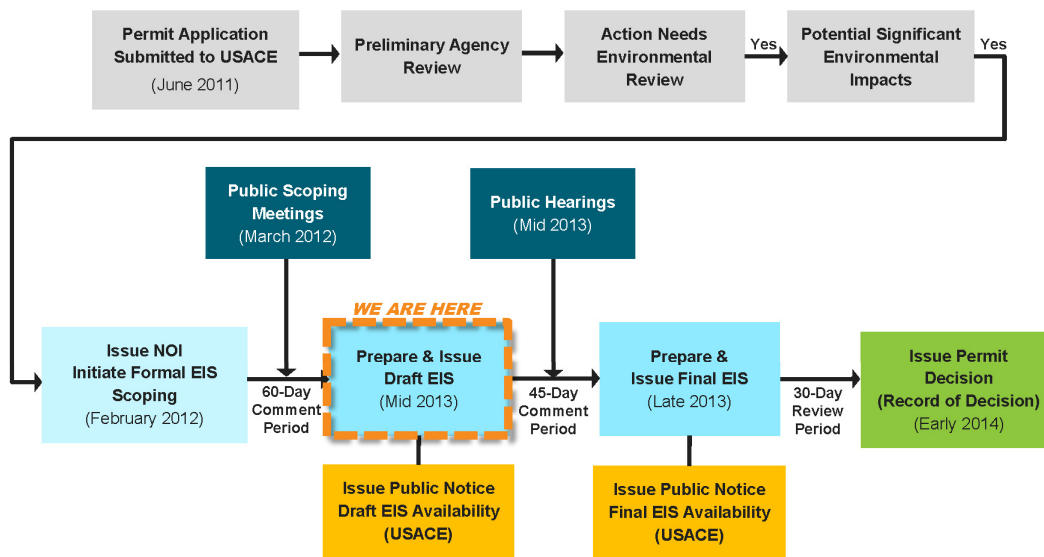 Permit Application
Submitted to USACE
(June 2011)
Preliminary Agency
Review
Action Needs
Environmental
Review
Yes
Potential Significant
Environmental
Impacts
Yes
Public Scoping
Meetings
(March 2012)
Public Hearings
(Mid 2013)
WE ARE HERE
Issue NOI
Initiate Formal EIS
Scoping
(February 2012)
60-Day
Comment
Period
Prepare & Issue
Draft EIS
(Mid 2013)
45-Day
Comment
Period
Prepare &
Issue Final EIS
(Late 2013)
30-Day
Review
Period
Issue Permit
Decision
(Record of Decision)
(Early 2014)
Issue Public Notice
Draft EIS Availability
(USACE)
Issue Public Notice
Final EIS Availability
(USACE)